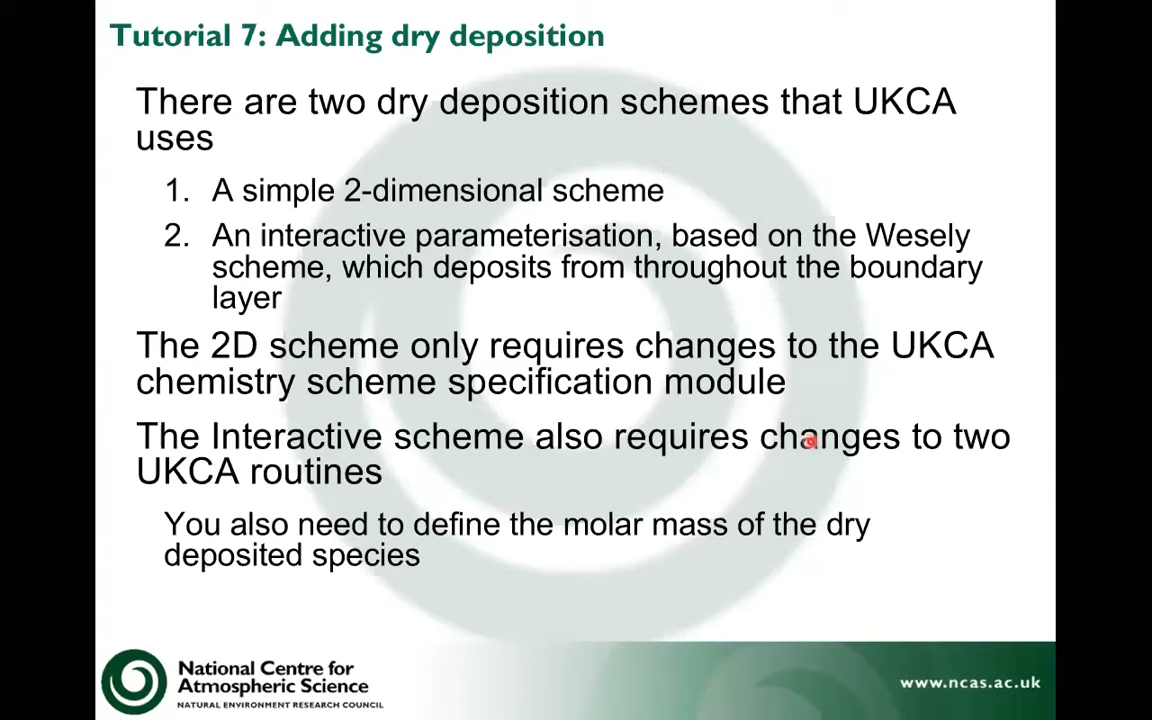 Tutorial 7: Adding dry deposition
There are two dry deposition schemes that UKCA
uses
1. A simple 2-dimensional scheme
2. An interactive parameterisation, based on the Wesely
scheme, which deposits from throughout the boundary
layer
The 2D scheme only requires changes to the UKCA
chemistry scheme specification module
The Interactive scheme also requires changes to two
UKCA routines
You also need to define the molar mass of the dry
deposited species
National Centre for
Atmospheric Science
NATURAL ENVIRONMENT RESEARCH COUNCIL
www.ncas.ac.uk